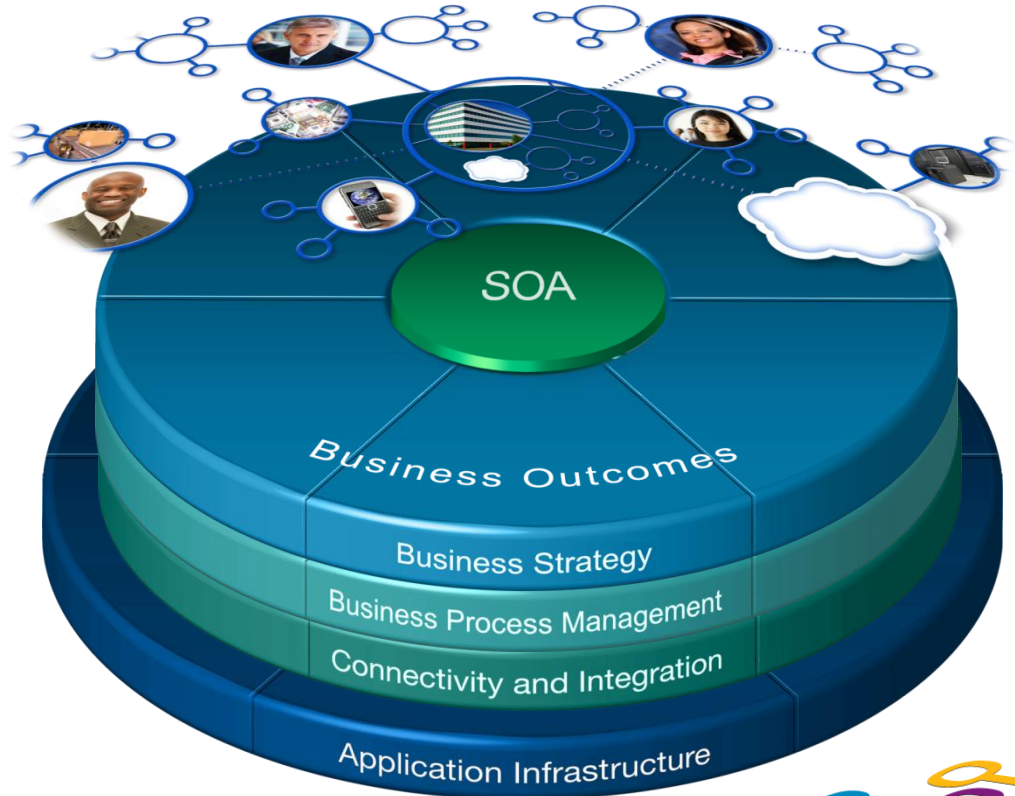 SOA
Business Outcomes
Business Strategy
Business Process Management
Connectivity and Integration
Application Infrastructure